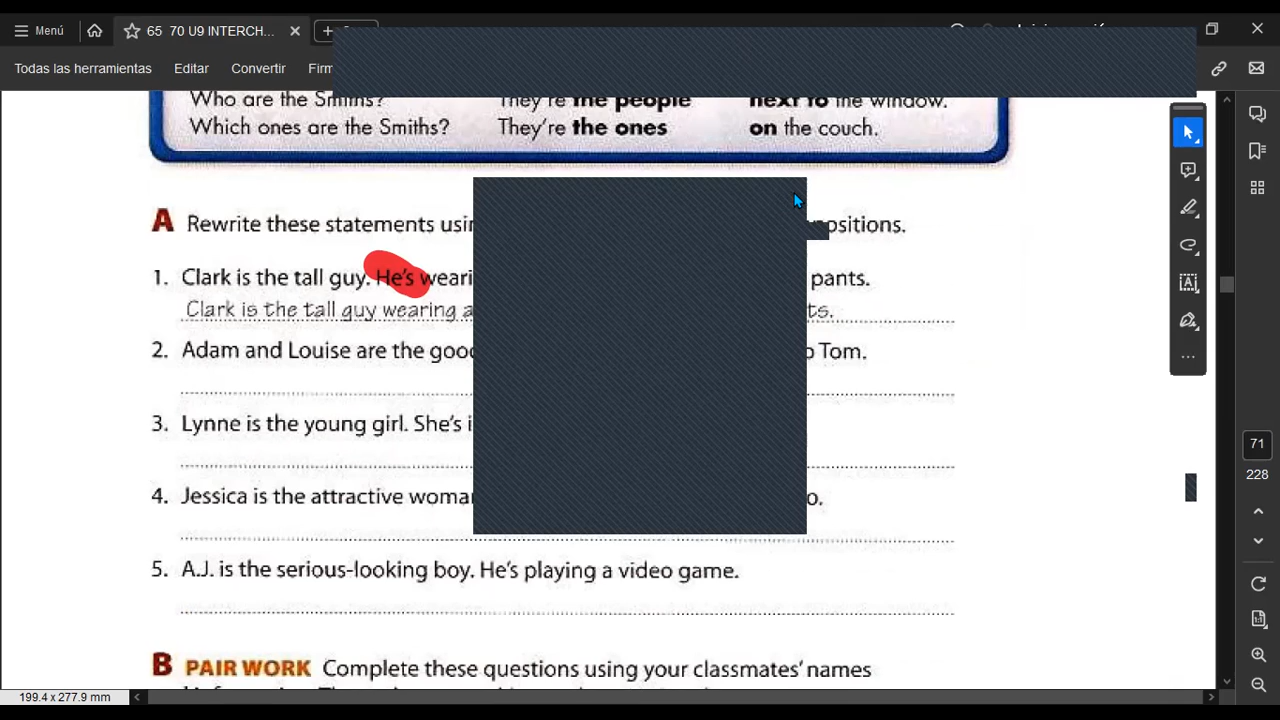 Menú
65 70 U9 INTERCH...
Todas las herramientas Editar Convertir Firm
Who are the Smiths? They're the people next to the window.
Which ones are the Smiths? They're the ones on the couch.
A Rewrite these statements usin ositions.
1. Clark is the tall guy. He's weari pants.
Clark is the tall guy wearing a ts.
2. Adam and Louise are the good o Tom.
3. Lynne is the young girl. She's i
4. Jessica is the attractive woma o.
5. A.J. is the serious-looking boy. He's playing a video game.
B PAIR WORK Complete these questions using your classmates' names
71
228
199.4 x 277.9 mm